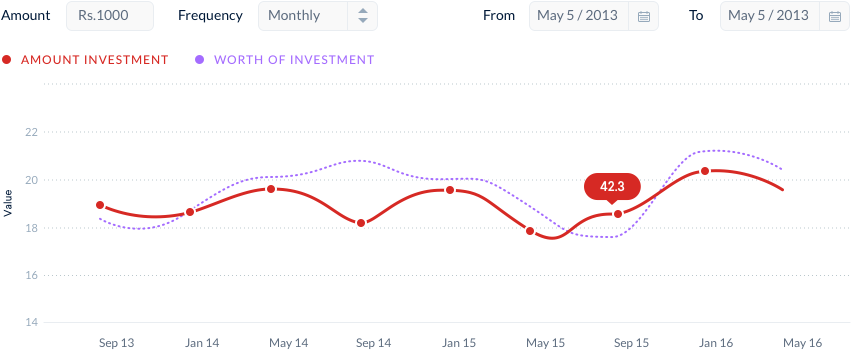 Amount Rs.1000 Frequency Monthly From May 5 / 2013 To May 5 / 2013
AMOUNT INVESTMENT WORTH OF INVESTMENT
22
20
18
16
14
Value
42.3
Sep 13 Jan 14 May 14 Sep 14 Jan 15 May 15 Sep 15 Jan 16 May 16